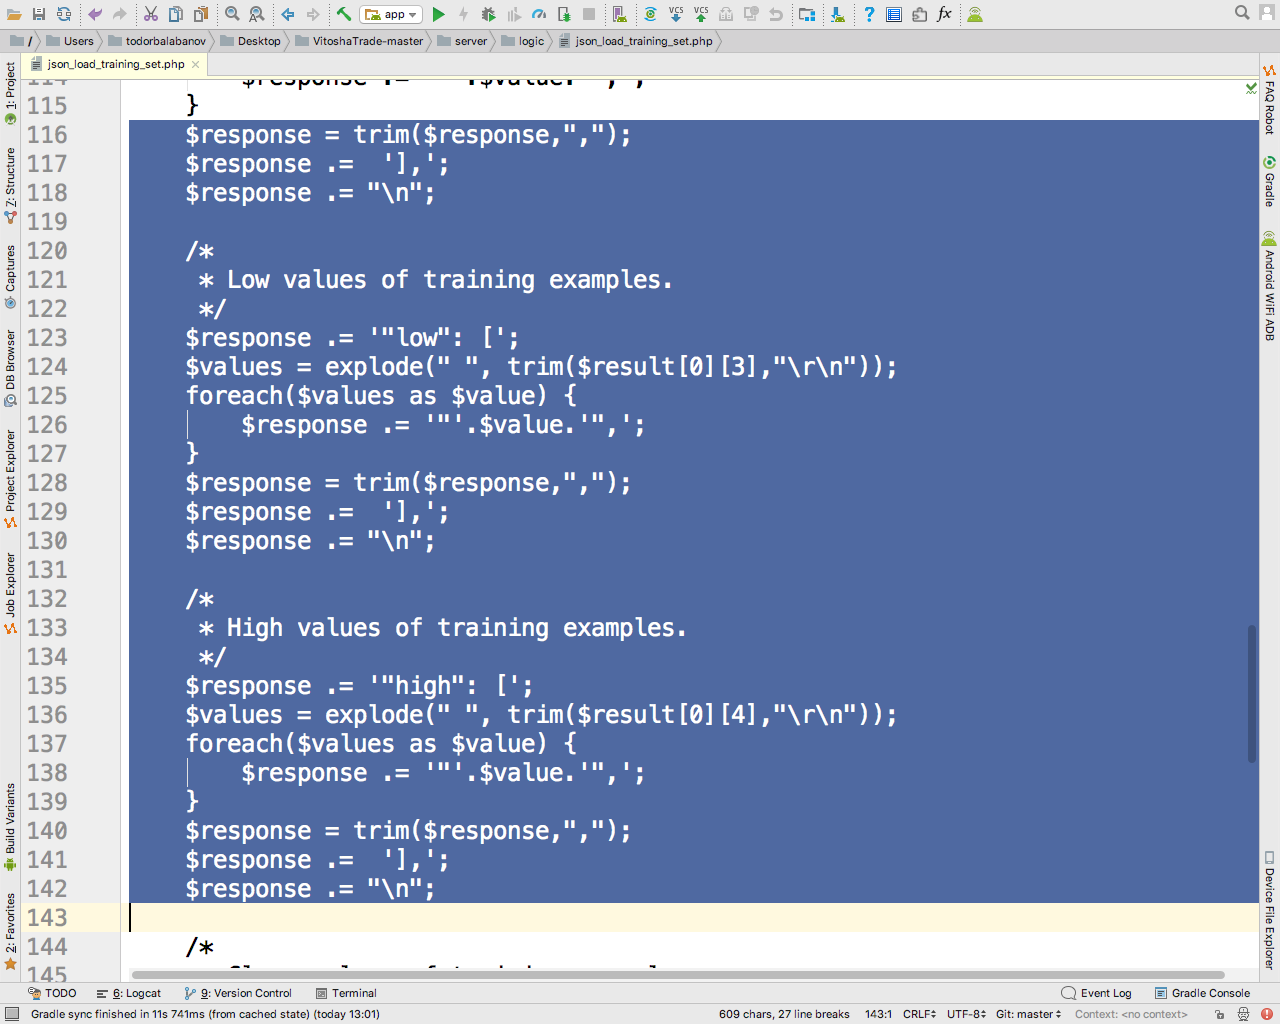 app
/ Users todorbalabanov Desktop VitoshaTrade-master server logic json_load_training_set.php
json_load_training_set.php
115 }
116 $response = trim($response,",");
117 $response .=  '],';
118 $response .= "\n";
119
120 /*
121  * Low values of training examples.
122  */
123 $response .= '"low": [';
124 $values = explode(" ", trim($result[0][3],"\r\n"));
125 foreach($values as $value) {
126     $response .= '"'.$value.'",';
127 }
128 $response = trim($response,",");
129 $response .=  '],';
130 $response .= "\n";
131
132 /*
133  * High values of training examples.
134  */
135 $response .= '"high": [';
136 $values = explode(" ", trim($result[0][4],"\r\n"));
137 foreach($values as $value) {
138     $response .= '"'.$value.'",';
139 }
140 $response = trim($response,",");
141 $response .=  '],';
142 $response .= "\n";
143
144 /*
145
1: Project
7: Structure
Captures
DB Browser
Project Explorer
Job Explorer
Build Variants
2: Favorites
FAQ Robot
Gradle
Android WiFi ADB
Device File Explorer
TODO 6: Logcat 9: Version Control Terminal Event Log Gradle Console
Gradle sync finished in 11s 741ms (from cached state) (today 13:01) 609 chars, 27 line breaks 143:1 CRLF UTF-8 Git: master Context: <no context>